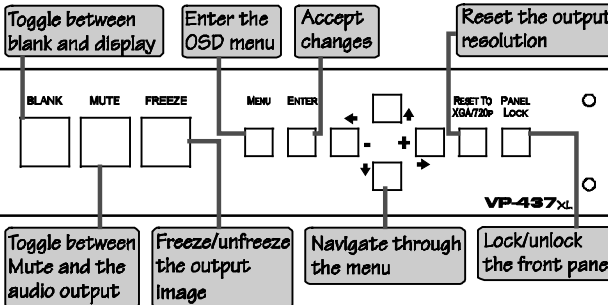 Toggle between
blank and display
Enter the
OSD menu
Accept
changes
Reset the output
resolution
BLANK
MUTE
FREEZE
MENU
ENTER
RESET TO
XGA/720P
PANEL
LOCK
-
+
VP-437XL
Toggle between
Mute and the
audio output
Freeze/unfreeze
the output
Image
Navigate through
the menu
Lock/unlock
the front pane